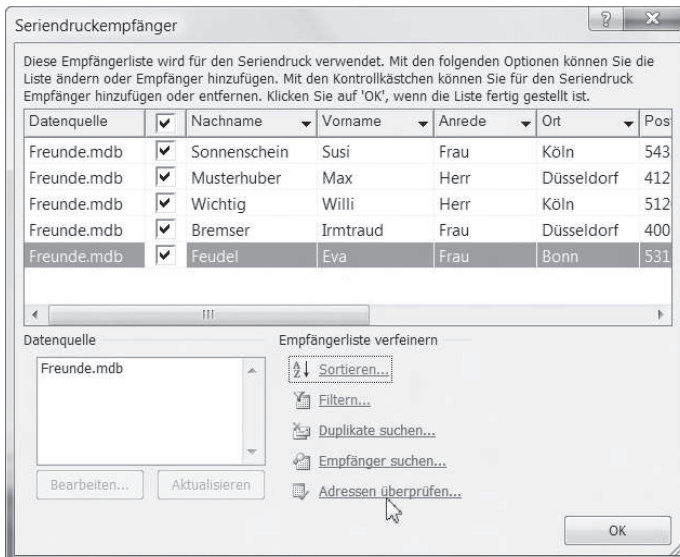 Seriendruckempfänger
Diese Empfängerliste wird für den Seriendruck verwendet. Mit den folgenden Optionen können Sie die
Liste ändern oder Empfänger hinzufügen. Mit den Kontrollkästchen können Sie für den Seriendruck
Empfänger hinzufügen oder entfernen. Klicken Sie auf 'OK', wenn die Liste fertig gestellt ist.
Datenquelle Nachname Vorname Anrede Ort Pos
Freunde.mdb Sonnenschein Susi Frau Köln 543
Freunde.mdb Musterhuber Max Herr Düsseldorf 412
Freunde.mdb Wichtig Willi Herr Köln 512
Freunde.mdb Bremser Irmtraud Frau Düsseldorf 400
Freunde.mdb Feudel Eva Frau Bonn 531
Datenquelle
Freunde.mdb
Bearbeiten... Aktualisieren
Empfängerliste verfeinern
Sortieren...
Filtern...
Duplikate suchen...
Empfänger suchen...
Adressen überprüfen...
OK